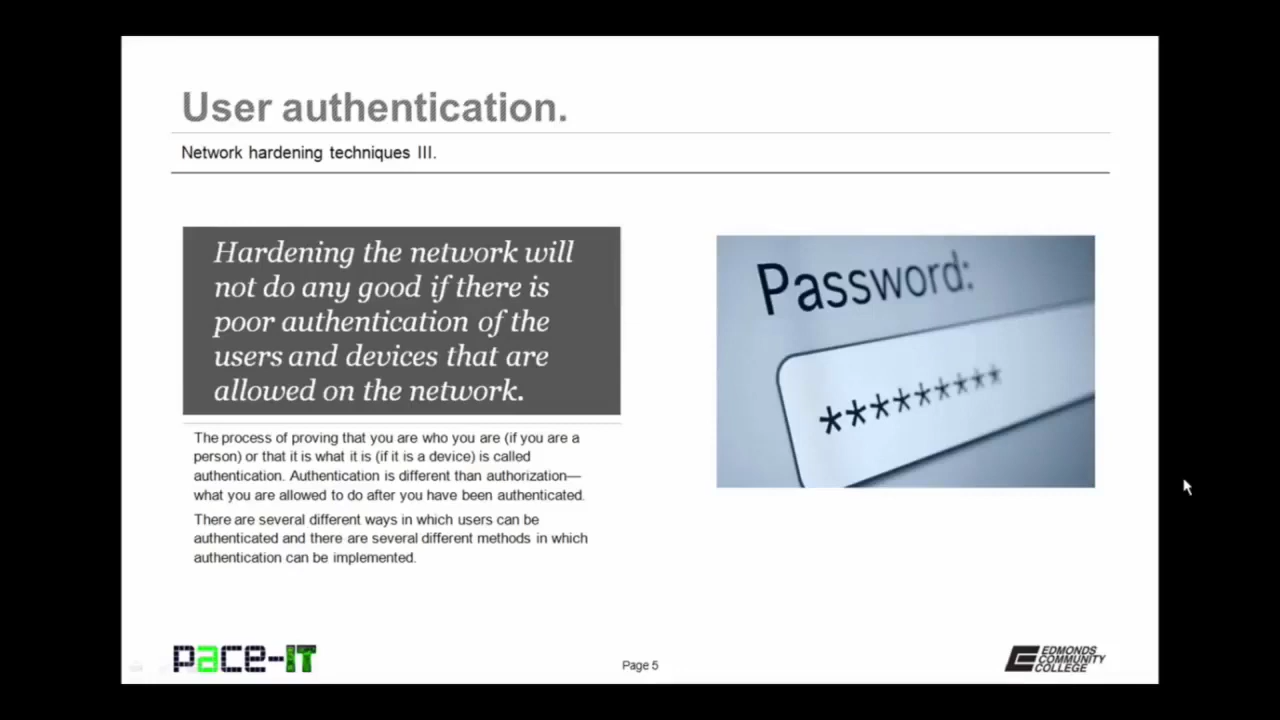 User authentication.
Network hardening techniques III.
Hardening the network will
not do any good if there is
poor authentication of the
users and devices that are
allowed on the network.
The process of proving that you are who you are (if you are a
person) or that it is what it is (if it is a device) is called
authentication. Authentication is different than authorization—
what you are allowed to do after you have been authenticated.
There are several different ways in which users can be
authenticated and there are several different methods in which
authentication can be implemented.
Password:
*********
pace-IT
Page 5
EDMONDS
COMMUNITY
COLLEGE